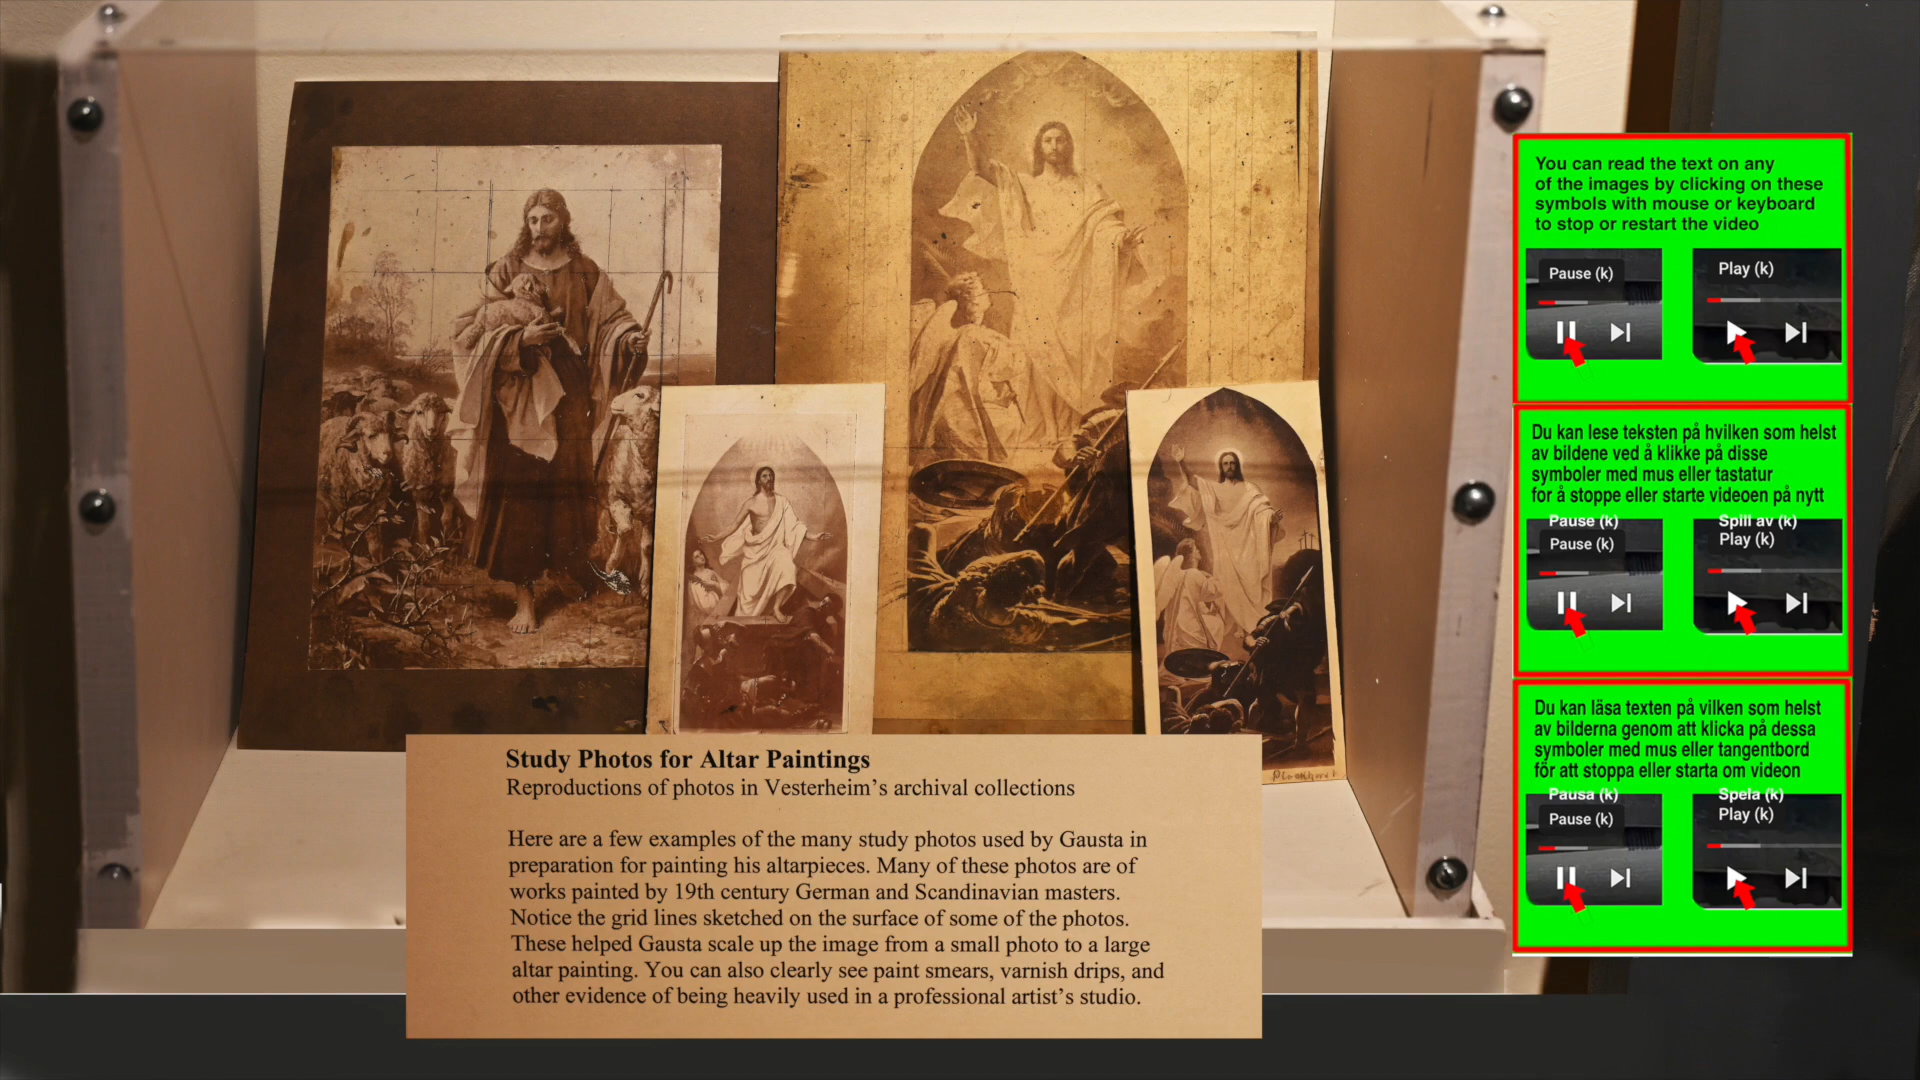 Study Photos for Altar Paintings
Reproductions of photos in Vesterheim's archival collections
Here are a few examples of the many study photos used by Gausta in
preparation for painting his altarpieces. Many of these photos are of
works painted by 19th century German and Scandinavian masters.
Notice the grid lines sketched on the surface of some of the photos.
These helped Gausta scale up the image from a small photo to a large
altar painting. You can also clearly see paint smears, varnish drips, and
other evidence of being heavily used in a professional artist's studio.
You can read the text on any
of the images by clicking on these
symbols with mouse or keyboard
to stop or restart the video
Pause (k)
Play (k)
Du kan lese teksten på hvilken som helst
av bildene ved å klikke på disse
symboler med mus eller tastatur
for å stoppe eller starte videoen på nytt
Pause (k)
Spill av (k)
Pause (k)
Play (k)
Du kan läsa texten på vilken som helst
av bilderna genom att klicka på dessa
symboler med mus eller tangentbord
för att stoppa eller starta om videon
Pausa (k)
Spela (k)
Pause (k)
Play (k)